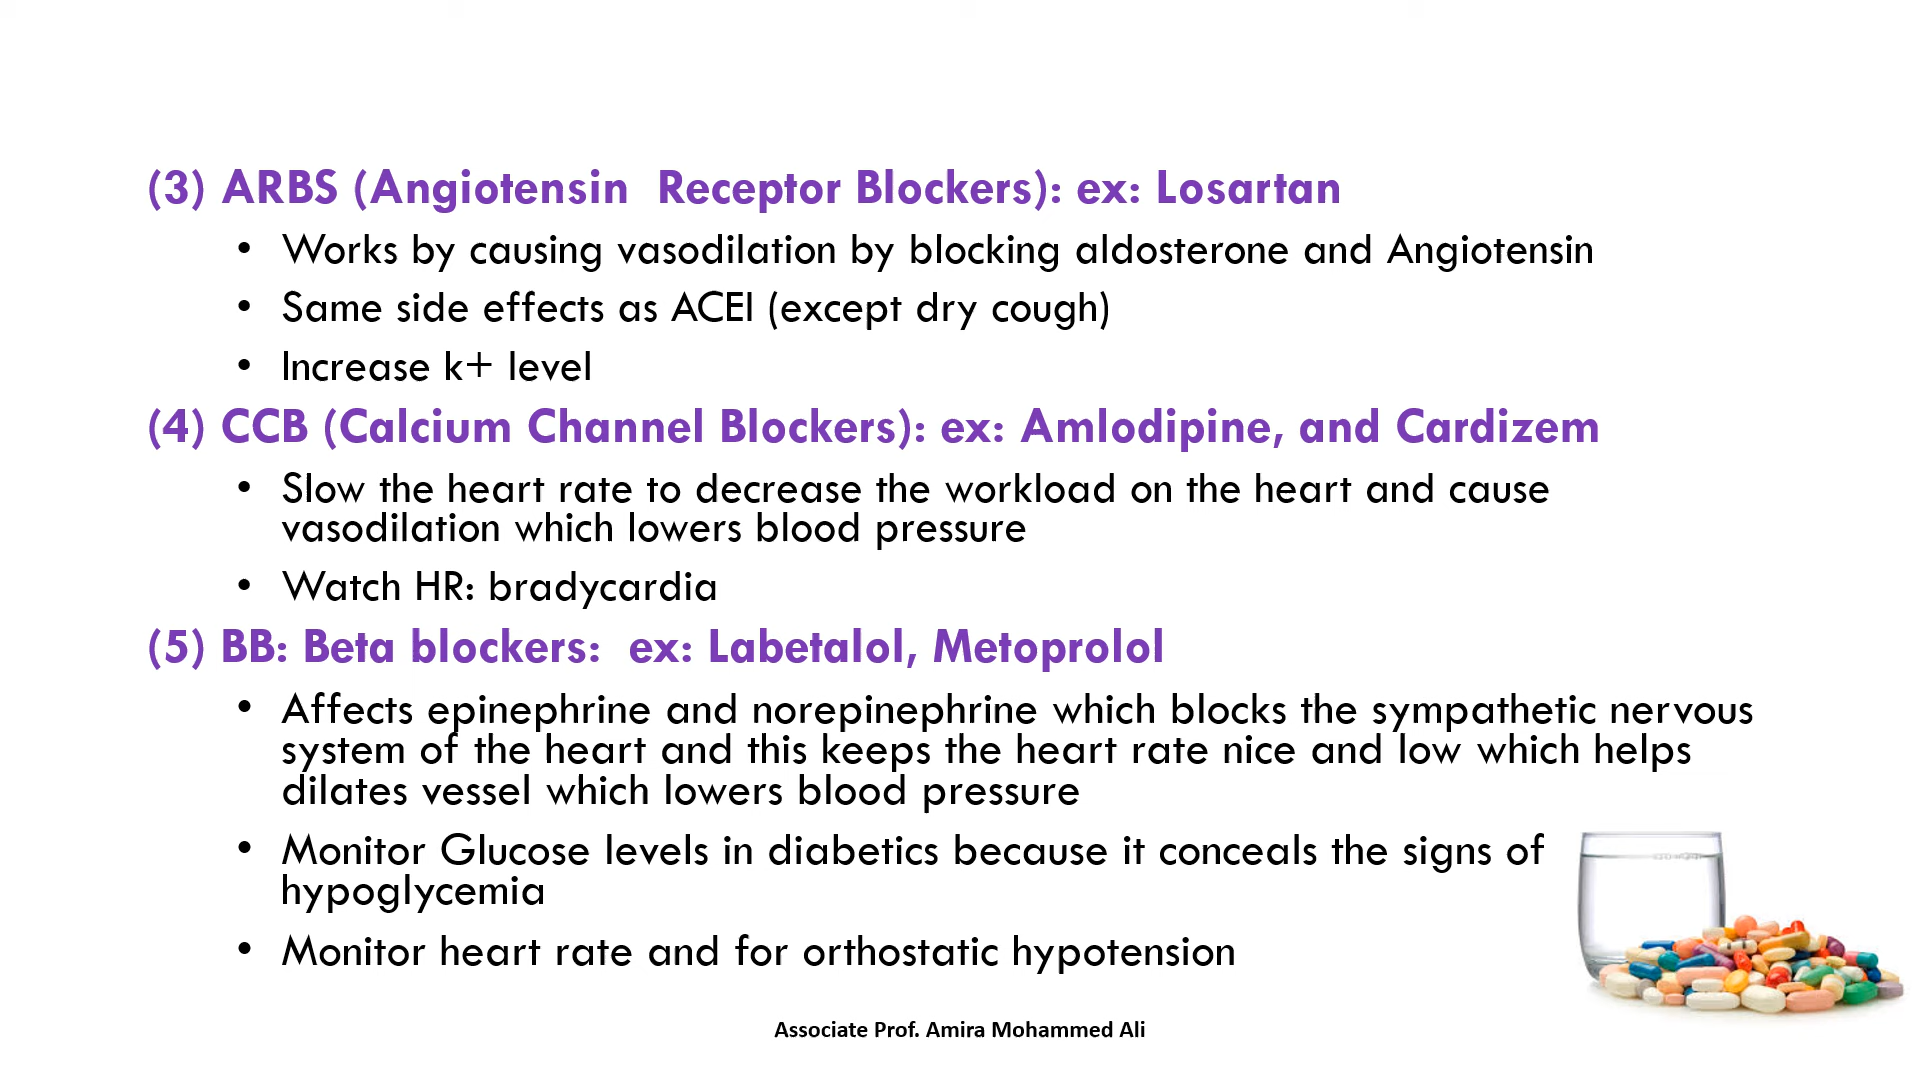 (3) ARBS (Angiotensin  Receptor Blockers): ex: Losartan
• Works by causing vasodilation by blocking aldosterone and Angiotensin
• Same side effects as ACEI (except dry cough)
• Increase k+ level
(4) CCB (Calcium Channel Blockers): ex: Amlodipine, and Cardizem
• Slow the heart rate to decrease the workload on the heart and cause
vasodilation which lowers blood pressure
• Watch HR: bradycardia
(5) BB: Beta blockers:  ex: Labetalol, Metoprolol
• Affects epinephrine and norepinephrine which blocks the sympathetic nervous
system of the heart and this keeps the heart rate nice and low which helps
dilates vessel which lowers blood pressure
• Monitor Glucose levels in diabetics because it conceals the signs of
hypoglycemia
• Monitor heart rate and for orthostatic hypotension
Associate Prof. Amira Mohammed Ali